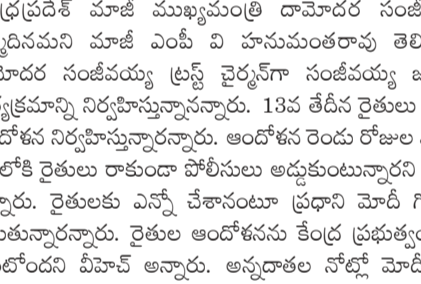 ధ్రప్రదేశ్ మాజీ ముఖ్యమంత్రి దామోదర సంజీ
్మదినమని మాజీ ఎంపీ వి హనుమంతరావు తెలి
మోదర సంజీవయ్య ట్రస్ట్ చైర్మన్‌గా సంజీవయ్య జ
్యక్రమాన్ని నిర్వహిస్తున్నానన్నారు. 13వ తేదీన రైతులు
దోళన నిర్వహిస్తున్నారన్నారు. ఆందోళన రెండు రోజుల
లోకి రైతులు రాకుండా పోలీసులు అడ్డుకుంటున్నారని
న్నారు. రైతులకు ఎన్నో చేశానంటూ ప్రధాని మోదీ గ
ుతున్నారన్నారు. రైతుల ఆందోళనను కేంద్ర ప్రభుత్వం
టోందని వీహెచ్ అన్నారు. అన్నదాతల నోట్లో మోదీ